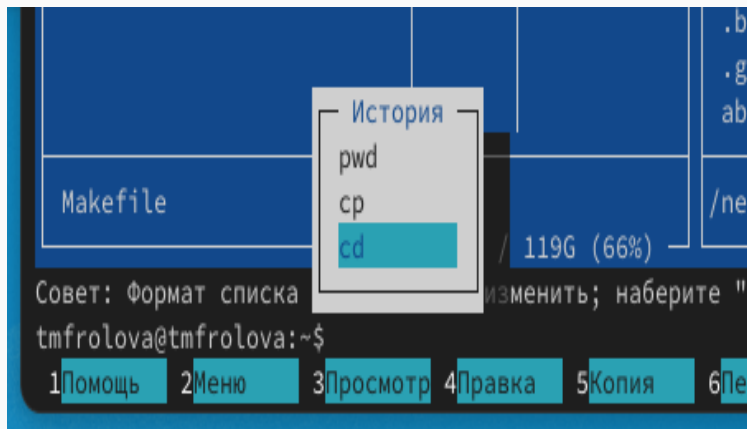 .b
.g
ab
История
pwd
cp
cd
Makefile
/ne
/ 119G (66%)
Совет: Формат списка изменить; наберите "
tmfrolova@tmfrolova:~$
1Помощь 2Меню 3Просмотр 4Правка 5Копия 6Пе